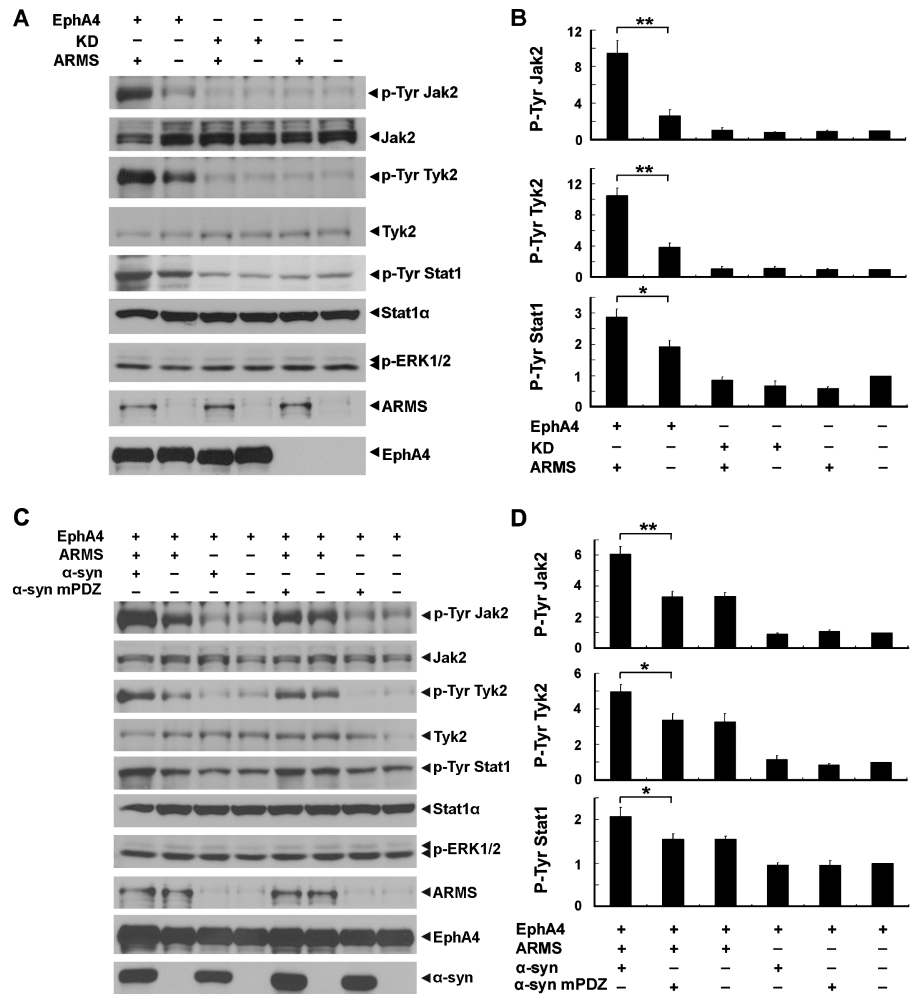 A
EphA4 + + – – – –
KD – – + + – –
ARMS + – + – + –
p-Tyr Jak2
Jak2
p-Tyr Tyk2
Tyk2
p-Tyr Stat1
Stat1α
p-ERK1/2
ARMS
EphA4
B
**
12
8
4
0
P-Tyr Jak2
**
12
8
4
0
P-Tyr Tyk2
*
3
2
1
0
P-Tyr Stat1
EphA4 + + – – – –
KD – – + + – –
ARMS + – + – + –
C
EphA4 + + + + + + + +
ARMS + + – – + + – –
α-syn + – + – – – – –
α-syn mPDZ – – – – + – + –
p-Tyr Jak2
Jak2
p-Tyr Tyk2
Tyk2
p-Tyr Stat1
Stat1α
p-ERK1/2
ARMS
EphA4
α-syn
D
**
6
4
2
0
P-Tyr Jak2
*
6
4
2
0
P-Tyr Tyk2
*
2
1
0
P-Tyr Stat1
EphA4 + + + + + +
ARMS + + + – – –
α-syn + – – + – –
α-syn mPDZ – + – – + –